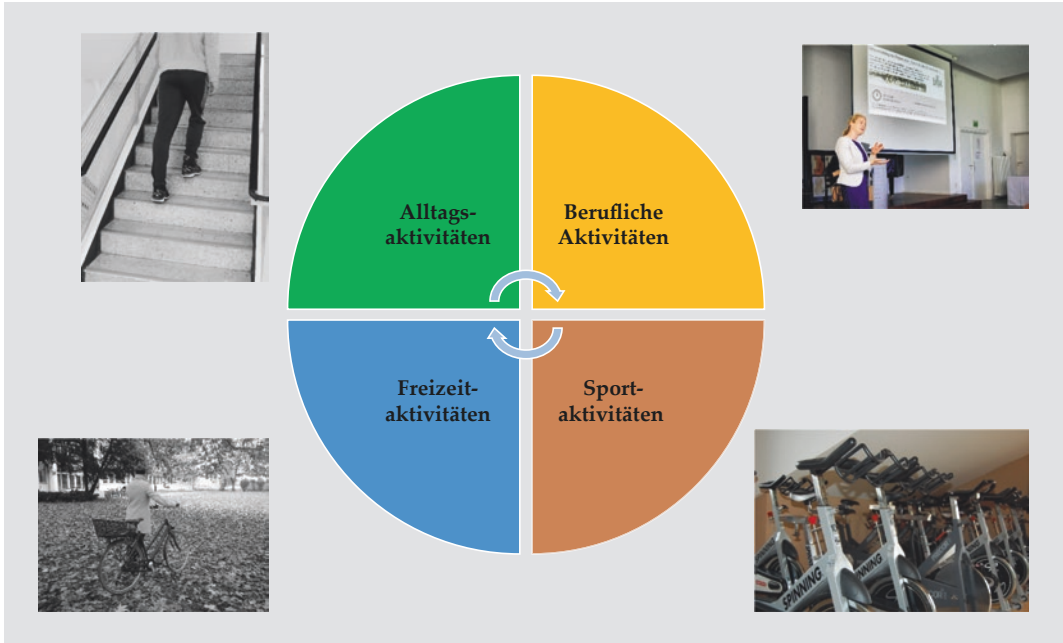 Alltags-
aktivitäten
Berufliche
Aktivitäten
Freizeit-
aktivitäten
Sport-
aktivitäten
SPINNING
SPINNING